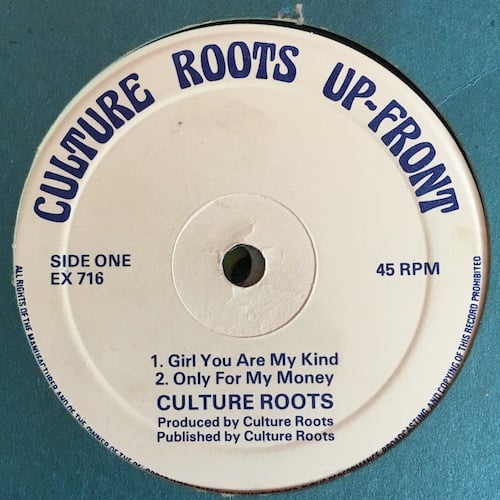 CULTURE ROOTS UP-FRONT
SIDE ONE
EX 716
45 RPM
1. Girl You Are My Kind
2. Only For My Money
CULTURE ROOTS
Produced by Culture Roots
Published by Culture Roots
ALL RIGHTS OF THE MANUFACTURER AND OF THE OWNER OF THE
BROADCASTING AND COPYING OF THIS RECORD PROHIBITED